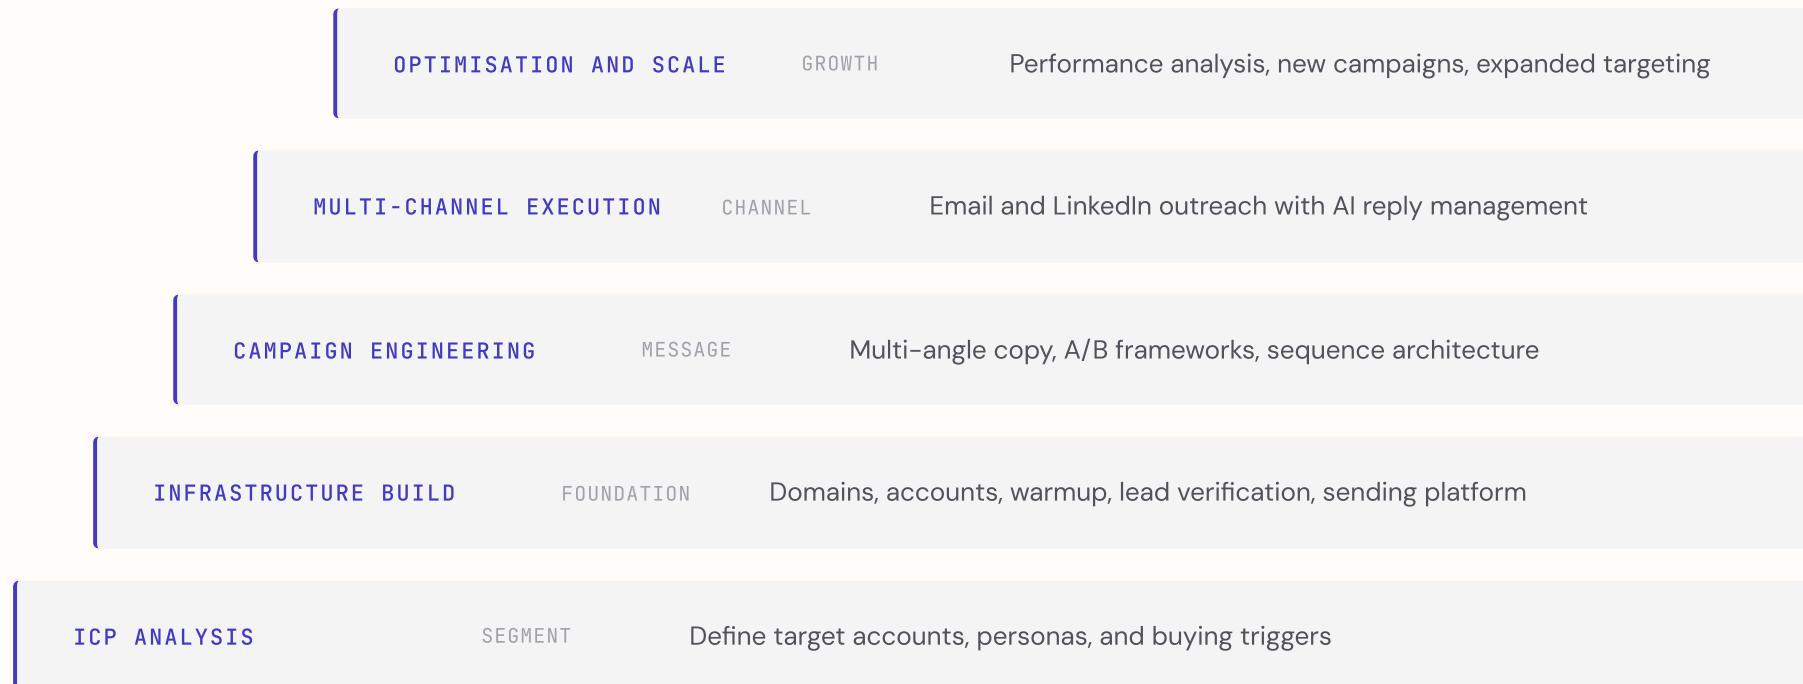 OPTIMISATION AND SCALE GROWTH Performance analysis, new campaigns, expanded targeting
MULTI-CHANNEL EXECUTION CHANNEL Email and LinkedIn outreach with AI reply management
CAMPAIGN ENGINEERING MESSAGE Multi-angle copy, A/B frameworks, sequence architecture
INFRASTRUCTURE BUILD FOUNDATION Domains, accounts, warmup, lead verification, sending platform
ICP ANALYSIS SEGMENT Define target accounts, personas, and buying triggers